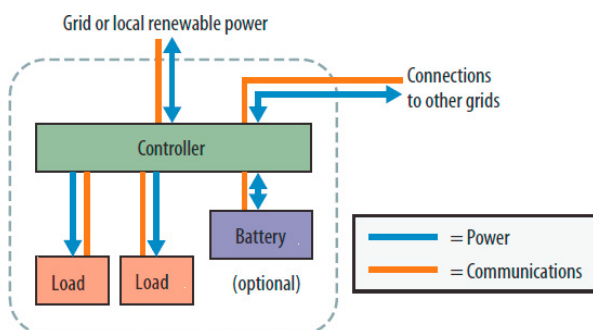 Grid or local renewable power
Connections
to other grids
Controller
Battery
(optional)
Load
Load
= Power
= Communications